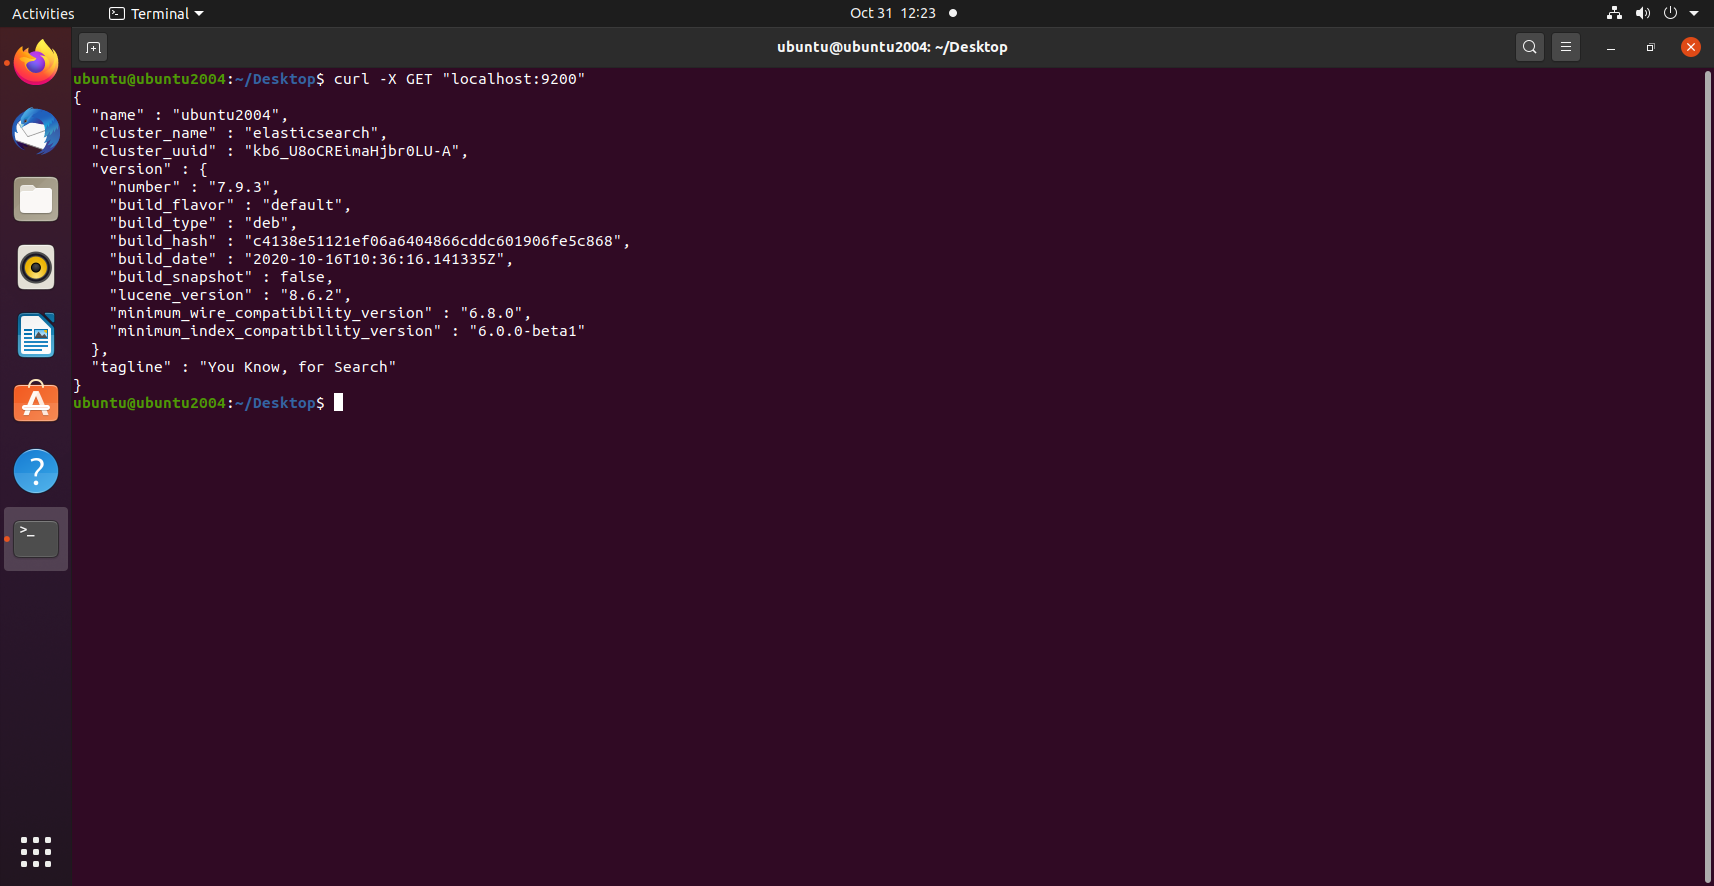 Activities
Terminal
Oct 31 12:23
ubuntu@ubuntu2004: ~/Desktop
ubuntu@ubuntu2004:~/Desktop$ curl -X GET "localhost:9200"
{
  "name" : "ubuntu2004",
  "cluster_name" : "elasticsearch",
  "cluster_uuid" : "kb6_U8oCREimaHjbr0LU-A",
  "version" : {
    "number" : "7.9.3",
    "build_flavor" : "default",
    "build_type" : "deb",
    "build_hash" : "c4138e51121ef06a6404866cddc601906fe5c868",
    "build_date" : "2020-10-16T10:36:16.141335Z",
    "build_snapshot" : false,
    "lucene_version" : "8.6.2",
    "minimum_wire_compatibility_version" : "6.8.0",
    "minimum_index_compatibility_version" : "6.0.0-beta1"
  },
  "tagline" : "You Know, for Search"
}
ubuntu@ubuntu2004:~/Desktop$